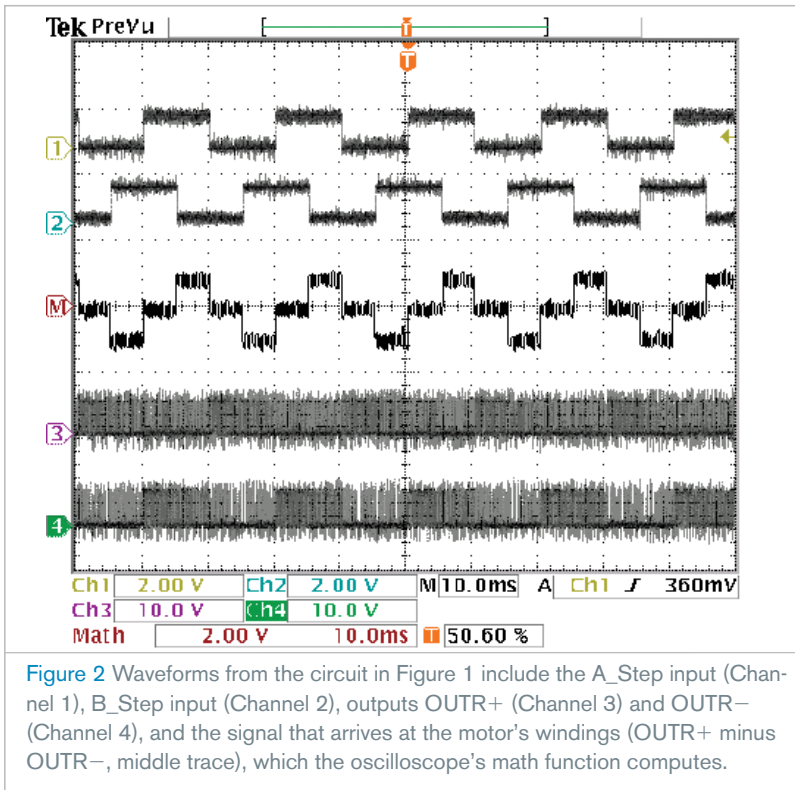 Tek PreVu
T
T
1
2
M
3
4
Ch1 2.00 V Ch2 2.00 V M 10.0ms A Ch1 360mV
Ch3 10.0 V Ch4 10.0 V
Math 2.00 V 10.0ms T 50.60 %
Figure 2 Waveforms from the circuit in Figure 1 include the A_Step input (Chan-
nel 1), B_Step input (Channel 2), outputs OUTR+ (Channel 3) and OUTR−
(Channel 4), and the signal that arrives at the motor's windings (OUTR+ minus
OUTR−, middle trace), which the oscilloscope's math function computes.